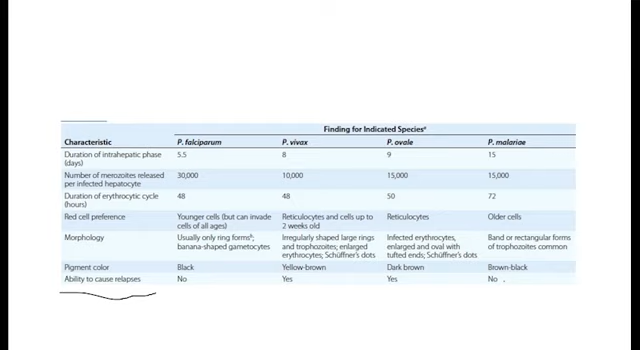 Finding for Indicated Speciesᵃ
Characteristic P. falciparum P. vivax P. ovale P. malariae
Duration of intrahepatic phase 5.5 8 9 15
(days)
Number of merozoites released 30,000 10,000 15,000 15,000
per infected hepatocyte
Duration of erythrocytic cycle 48 48 50 72
(hours)
Red cell preference Younger cells (but can invade Reticulocytes and cells up to Reticulocytes Older cells
cells of all ages) 2 weeks old
Morphology Usually only ring formsᵇ; Irregularly shaped large rings Infected erythrocytes, Band or rectangular forms
banana-shaped gametocytes and trophozoites; enlarged enlarged and oval with of trophozoites common
erythrocytes; Schüffner's dots tufted ends; Schüffner's dots
Pigment color Black Yellow-brown Dark brown Brown-black
Ability to cause relapses No Yes Yes No